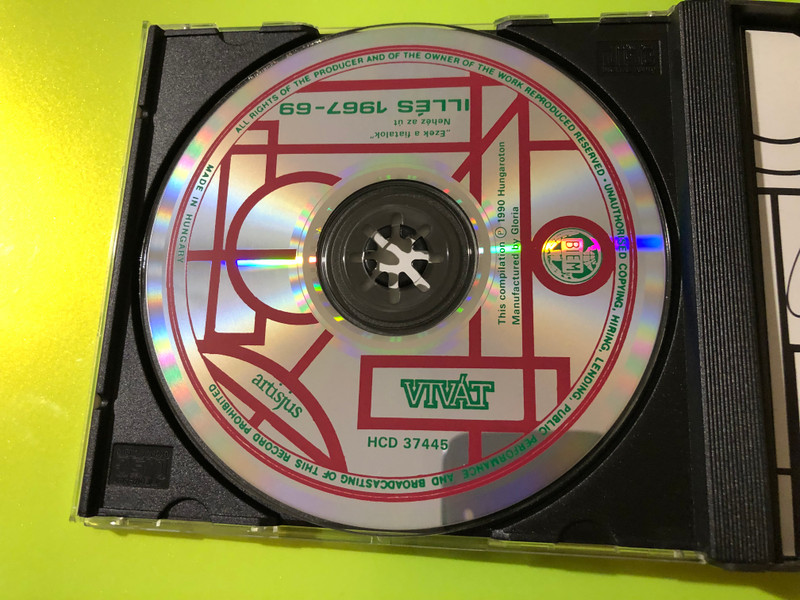 ALL RIGHTS OF THE PRODUCER AND OF THE OWNER OF THE WORK REPRODUCED RESERVED · UNAUTHORISED COPYING, HIRING, LENDING, PUBLIC PERFORMANCE AND BROADCASTING OF THIS RECORD PROHIBITED
MADE IN HUNGARY
ILLÉS 1967-69
Nehéz az út
„Ezek a fiatalok"
This compilation ℗ 1990 Hungaroton
Manufactured by Gloria
BIEM
artisjus
VIVÁT
HCD 37445